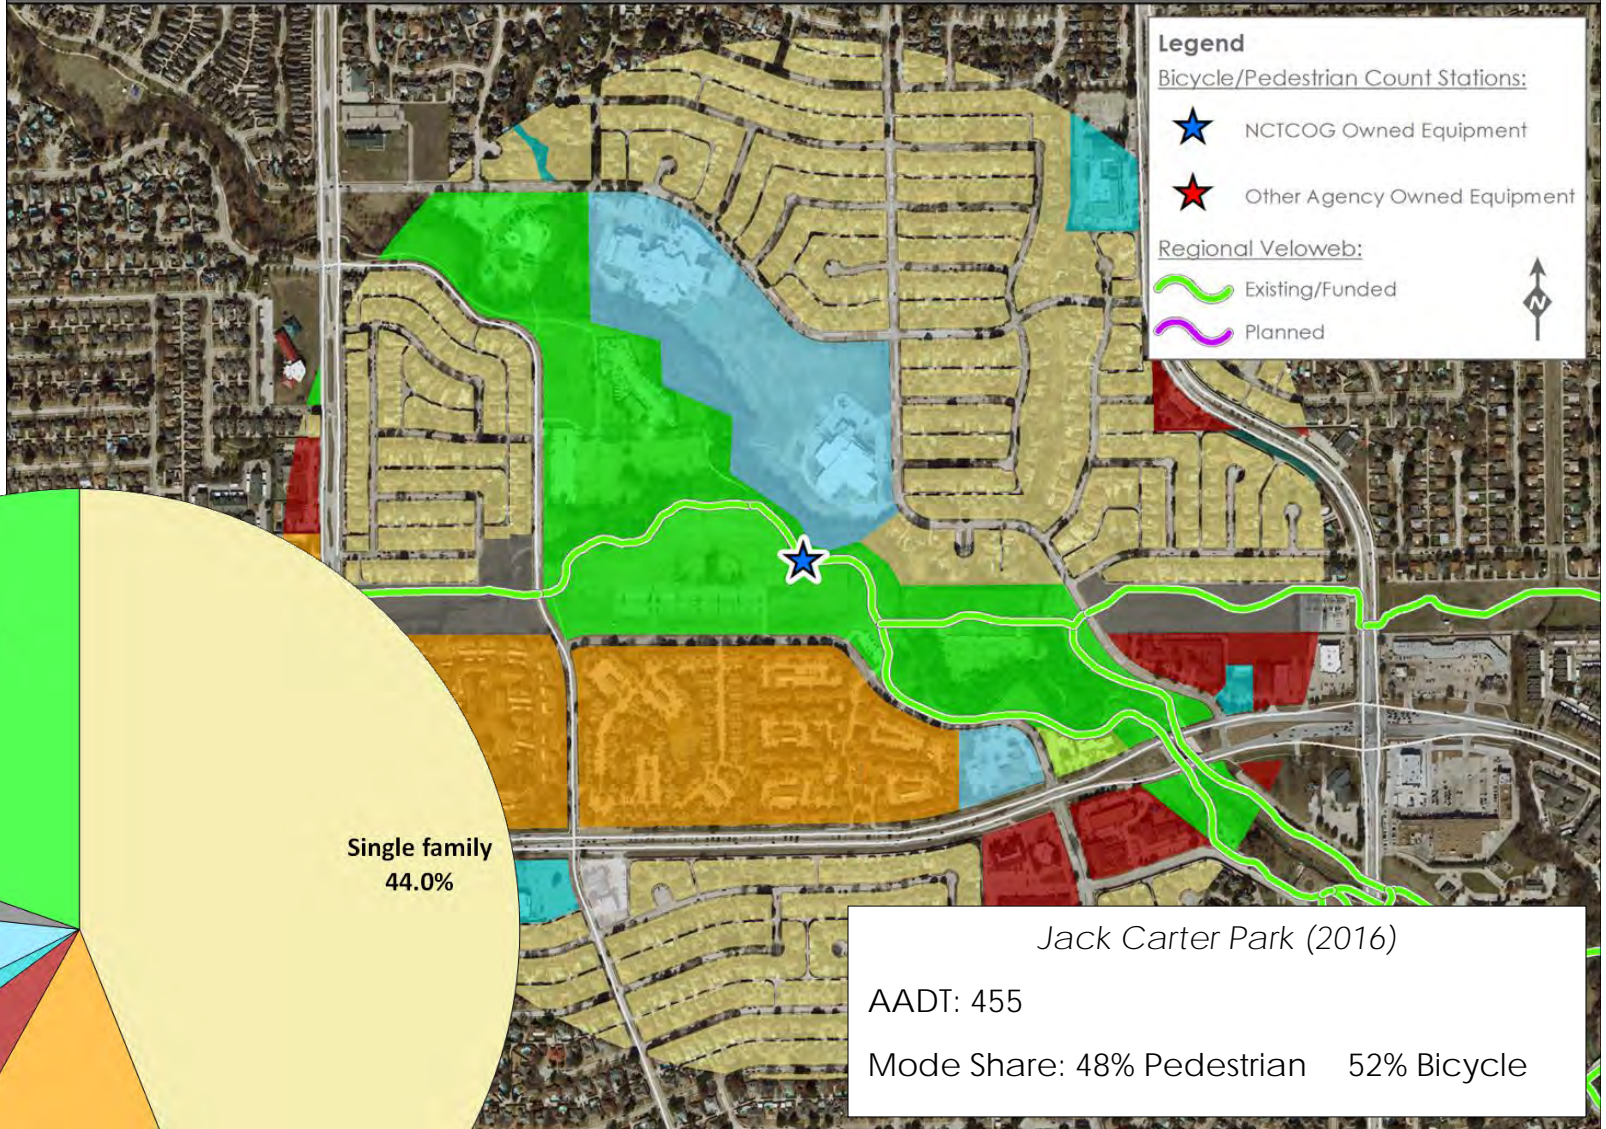 Legend
Bicycle/Pedestrian Count Stations:
NCTCOG Owned Equipment
Other Agency Owned Equipment
Regional Veloweb:
Existing/Funded
Planned
N
Single family
44.0%
Jack Carter Park (2016)
AADT: 455
Mode Share: 48% Pedestrian 52% Bicycle